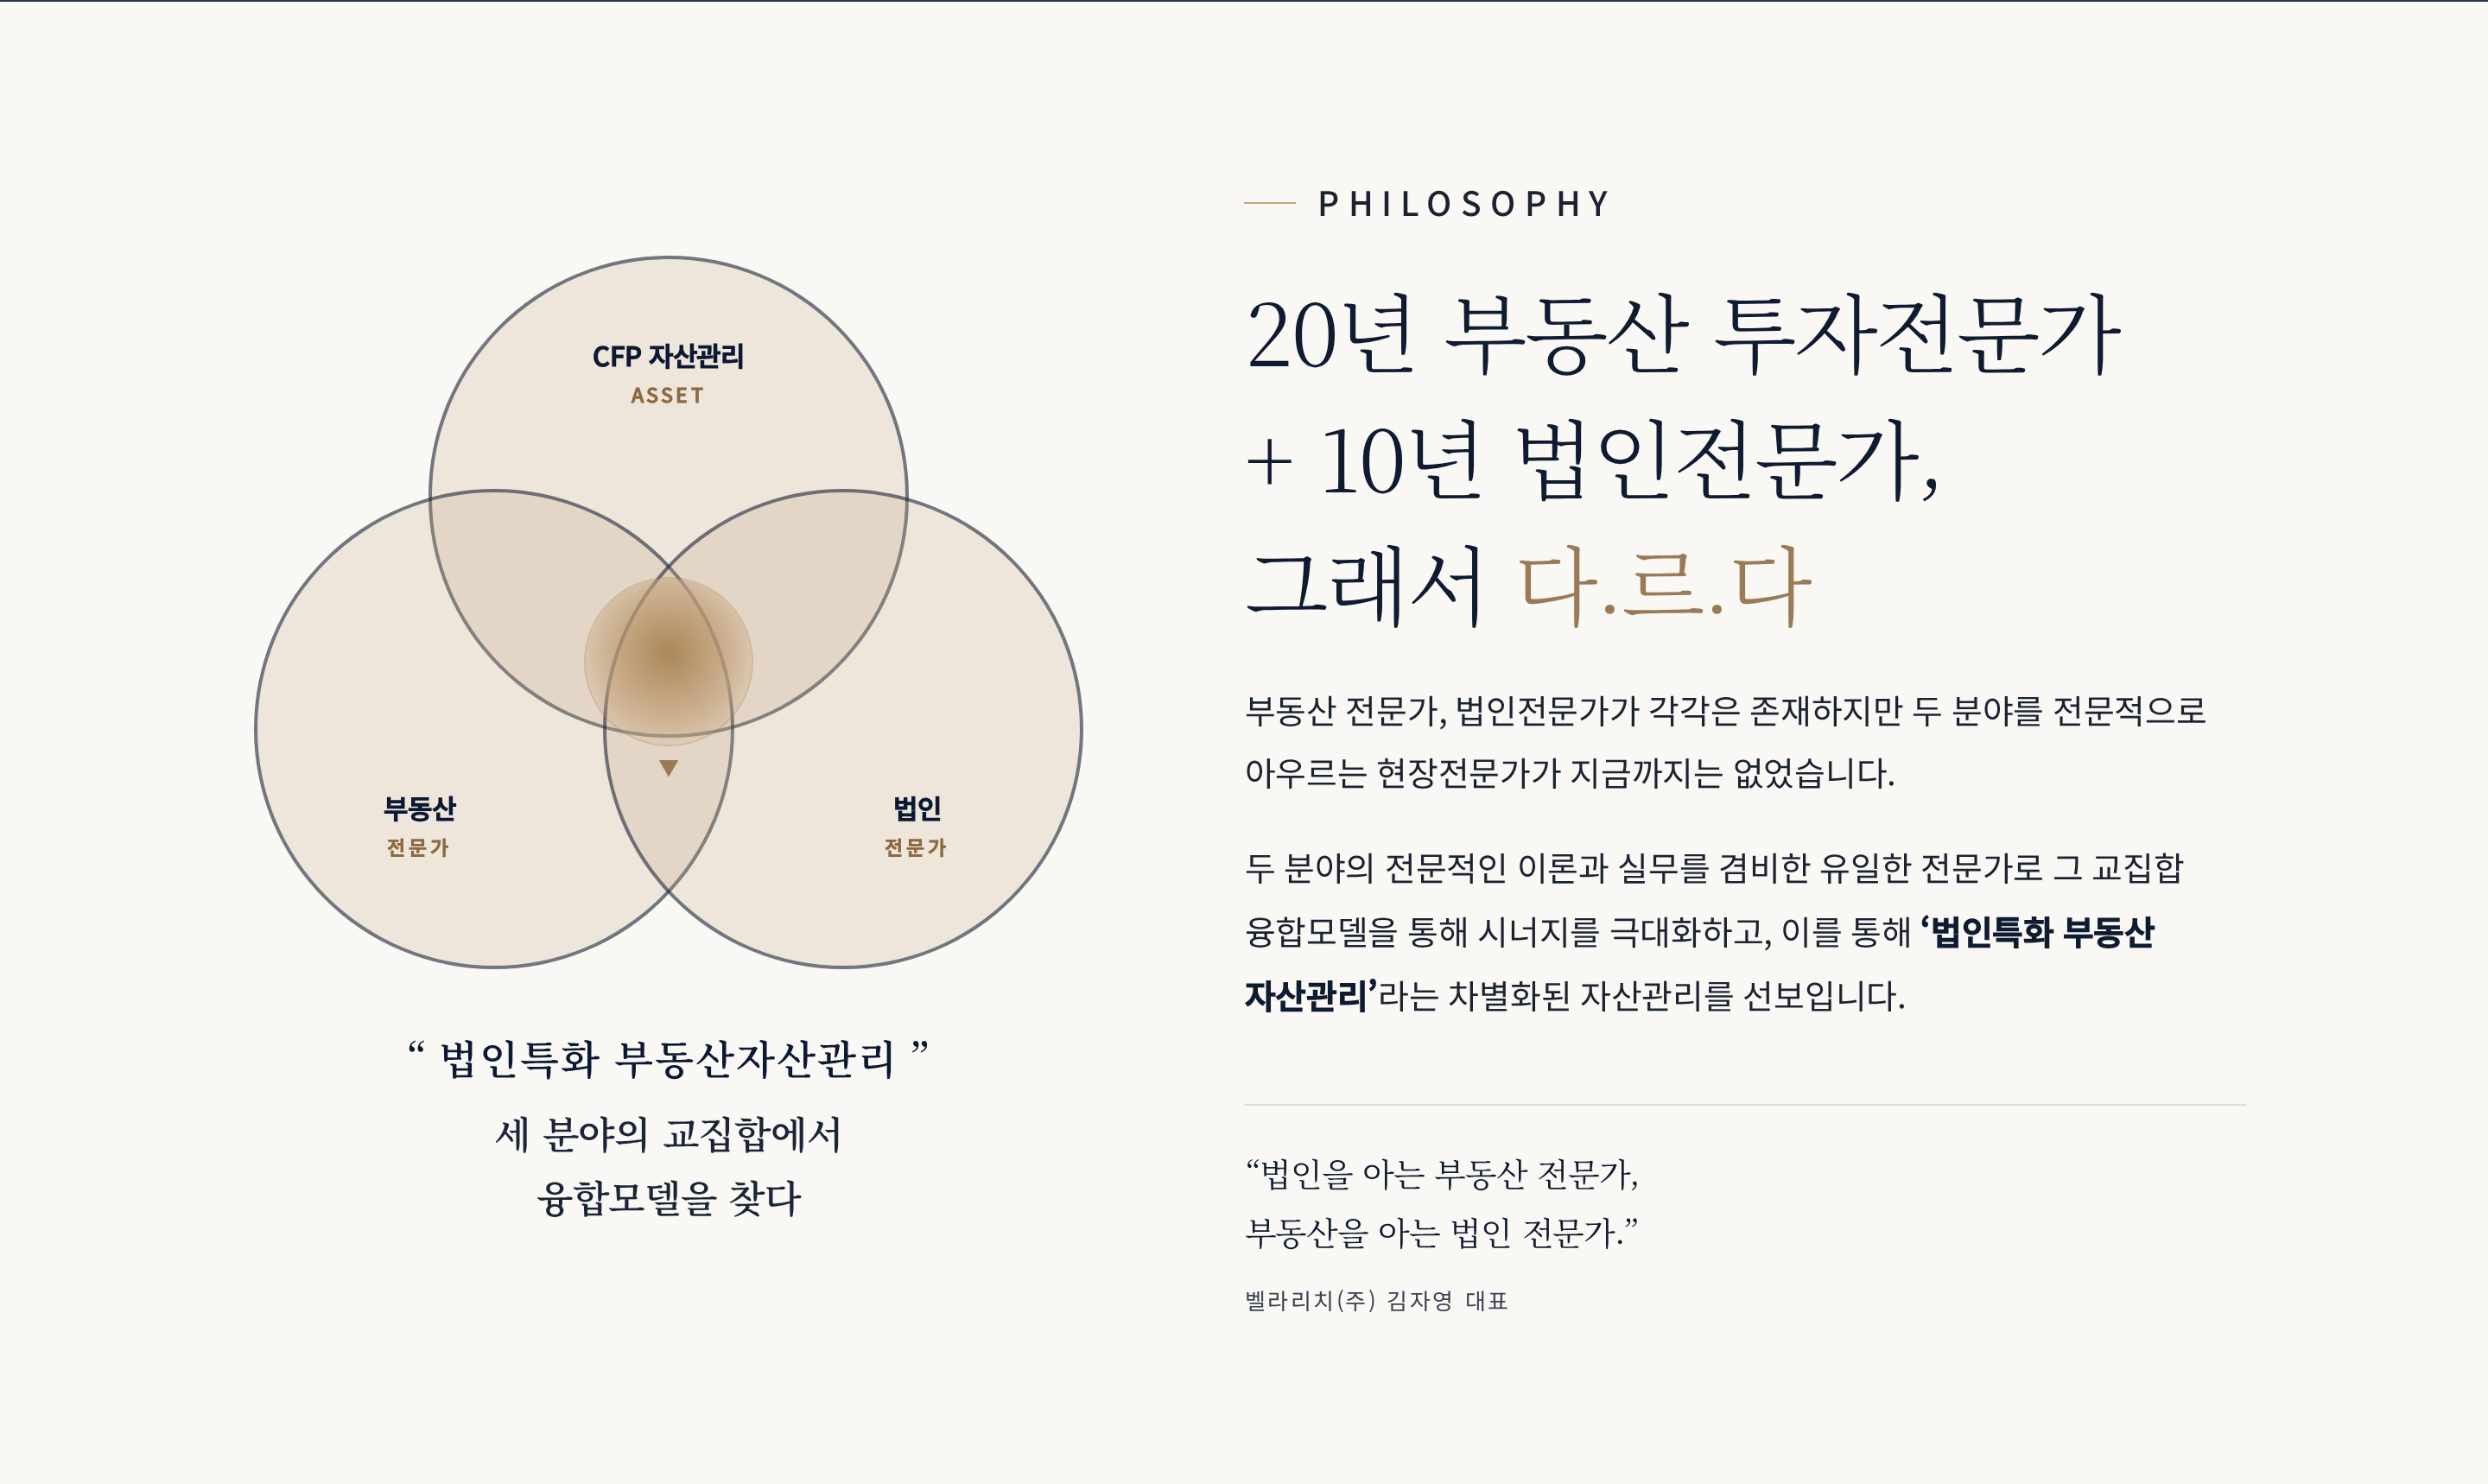 CFP 자산관리
ASSET
부동산
전문가
법인
전문가
“ 법인특화 부동산자산관리 ”
세 분야의 교집합에서
융합모델을 찾다
PHILOSOPHY
20년 부동산 투자전문가
+ 10년 법인전문가,
그래서 다.르.다
부동산 전문가, 법인전문가가 각각은 존재하지만 두 분야를 전문적으로
아우르는 현장전문가가 지금까지는 없었습니다.
두 분야의 전문적인 이론과 실무를 겸비한 유일한 전문가로 그 교집합
융합모델을 통해 시너지를 극대화하고, 이를 통해 ‘법인특화 부동산
자산관리’라는 차별화된 자산관리를 선보입니다.
“법인을 아는 부동산 전문가,
부동산을 아는 법인 전문가.”
벨라리치(주) 김자영 대표